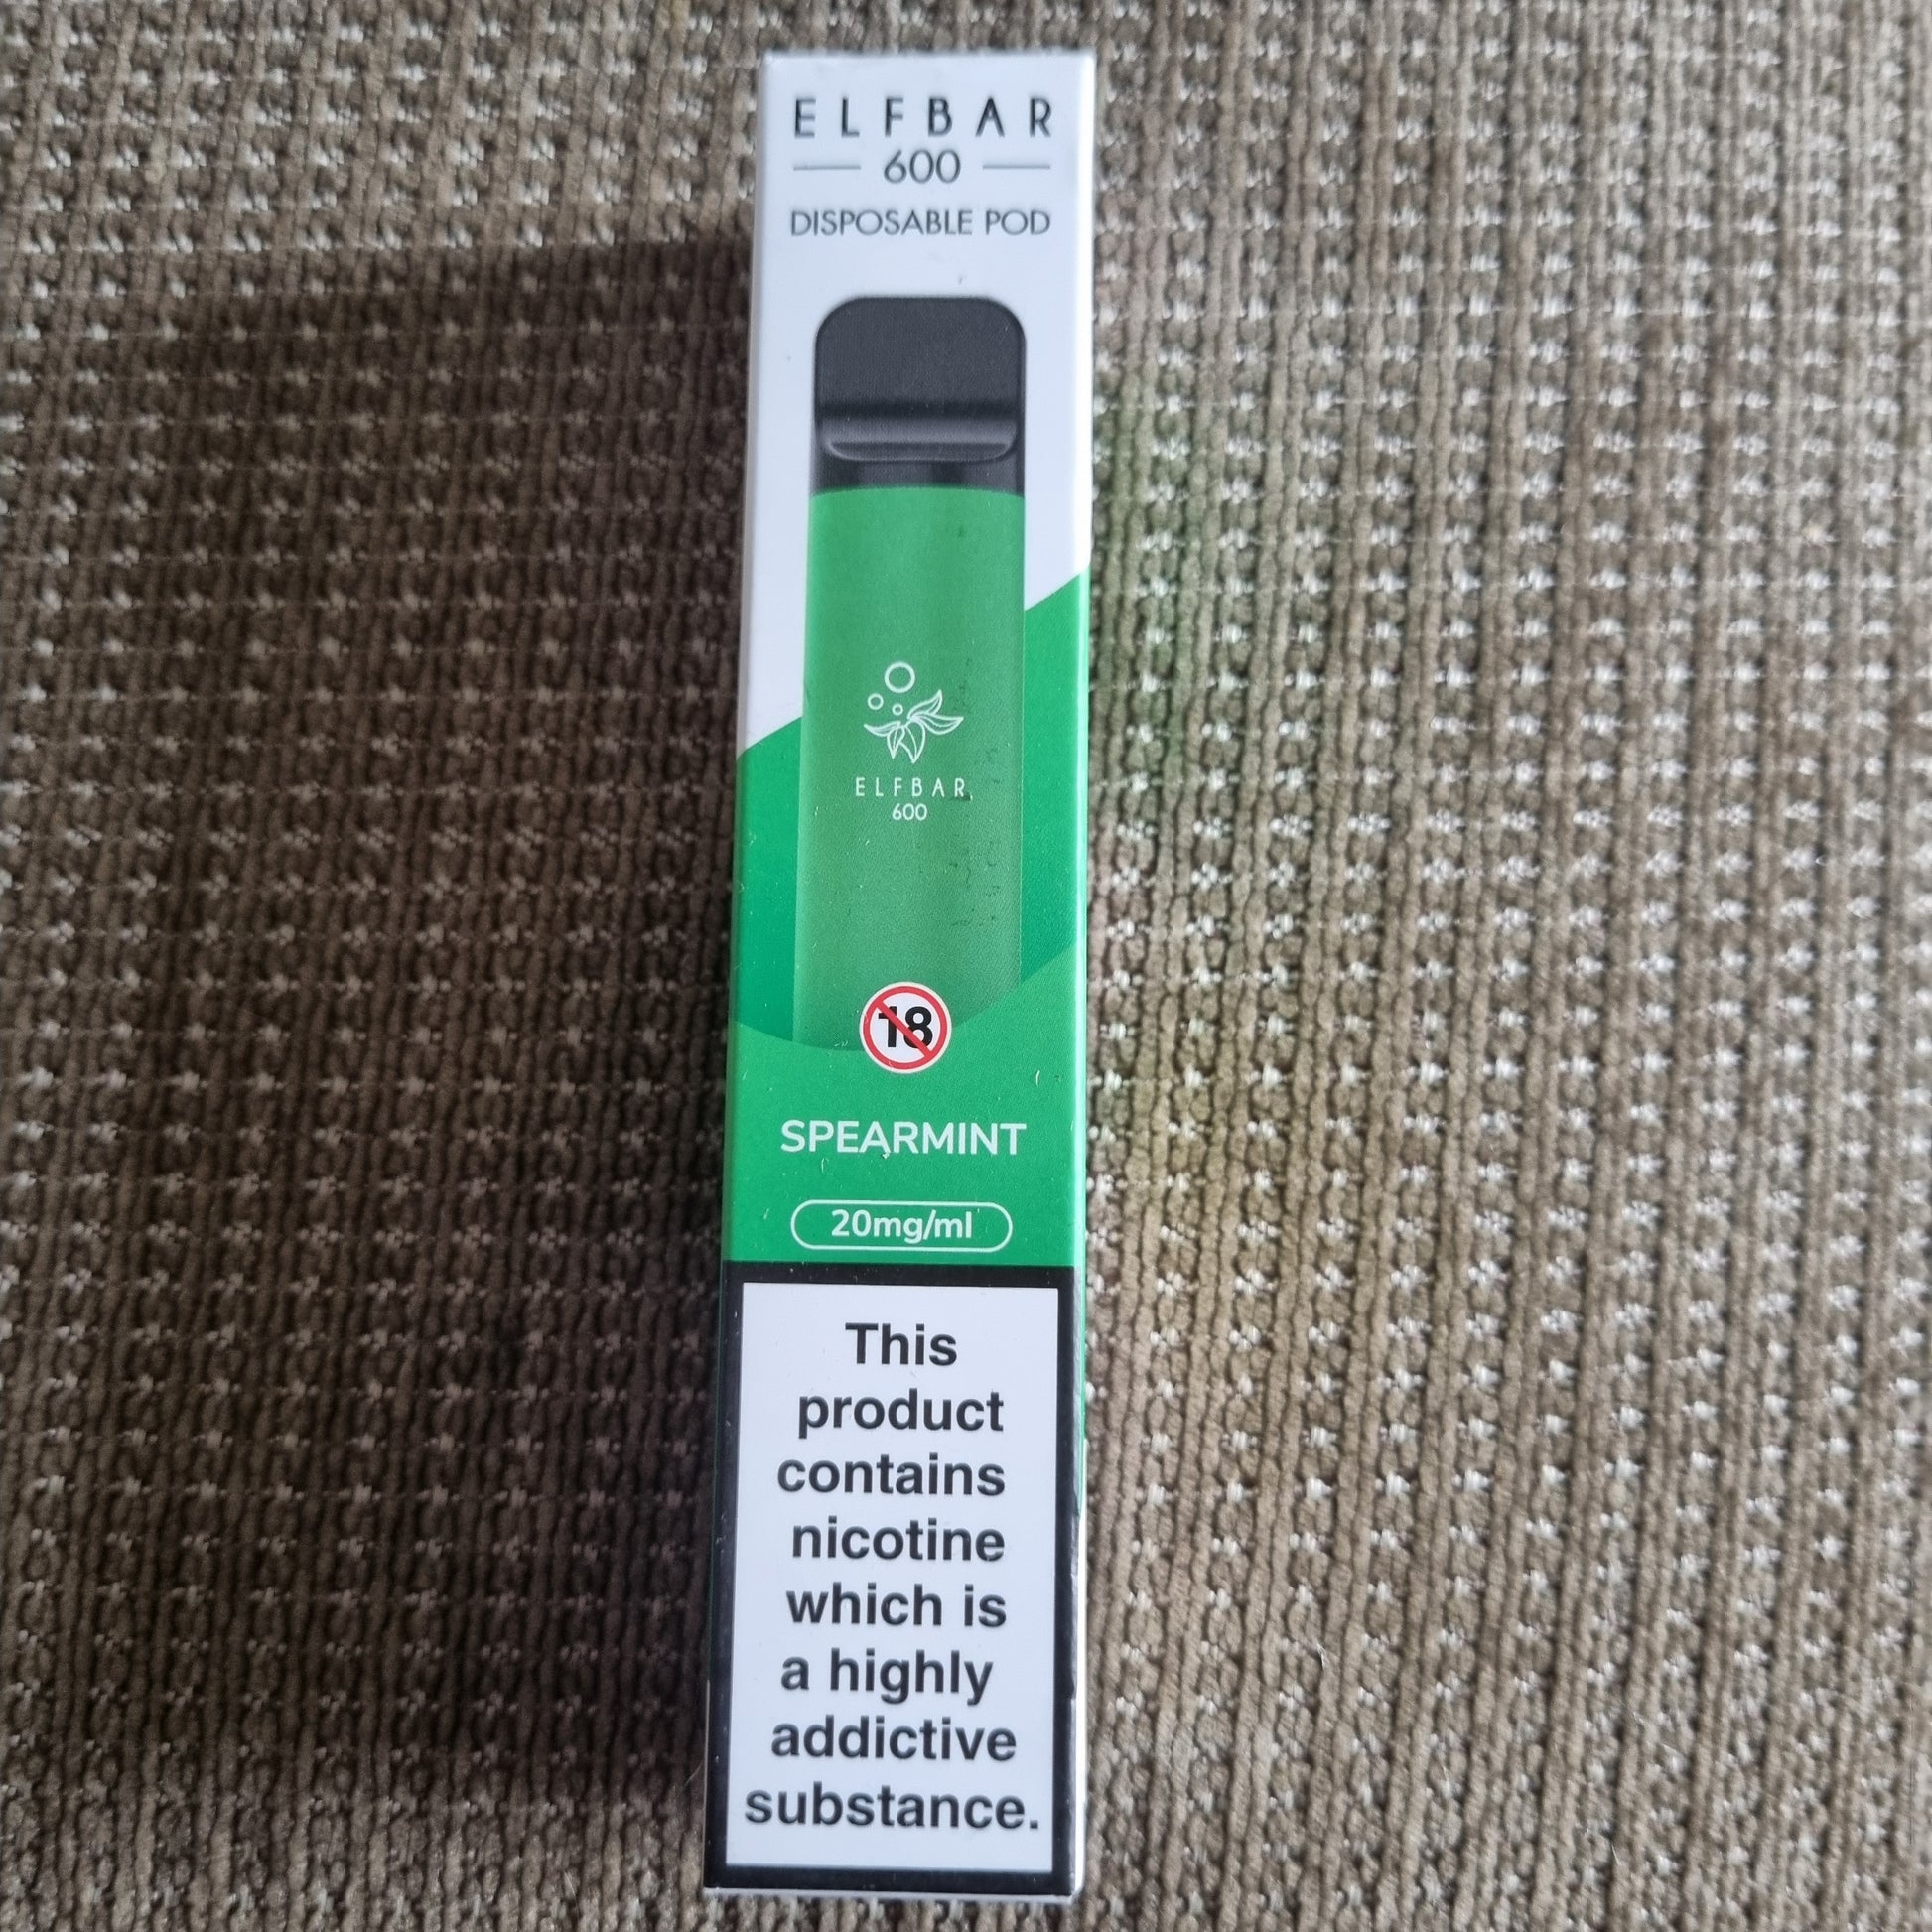 ELFBAR
600
DISPOSABLE POD
ELFBAR
600
18
SPEARMINT
20mg/ml
This
product
contains
nicotine
which is
a highly
addictive
substance.